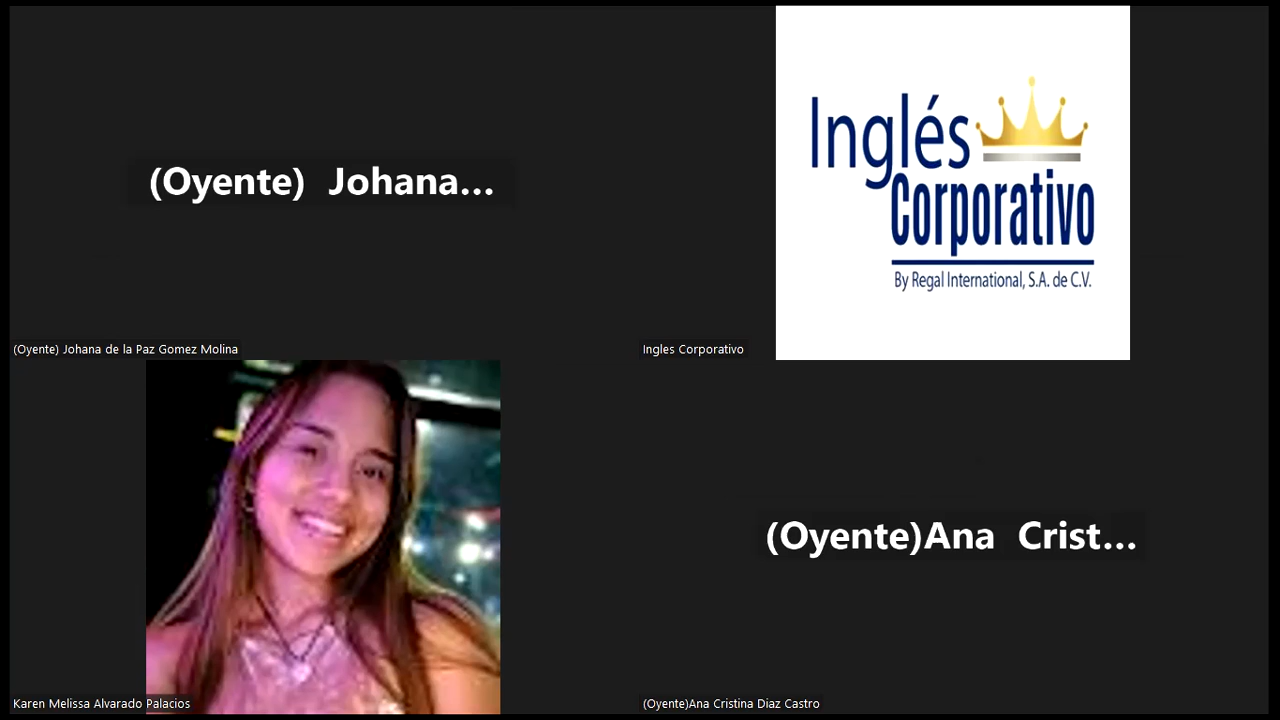 (Oyente) Johana...
Inglés
Corporativo
By Regal International, S.A. de C.V.
(Oyente) Johana de la Paz Gomez Molina
Ingles Corporativo
(Oyente)Ana Crist...
Karen Melissa Alvarado Palacios
(Oyente)Ana Cristina Diaz Castro